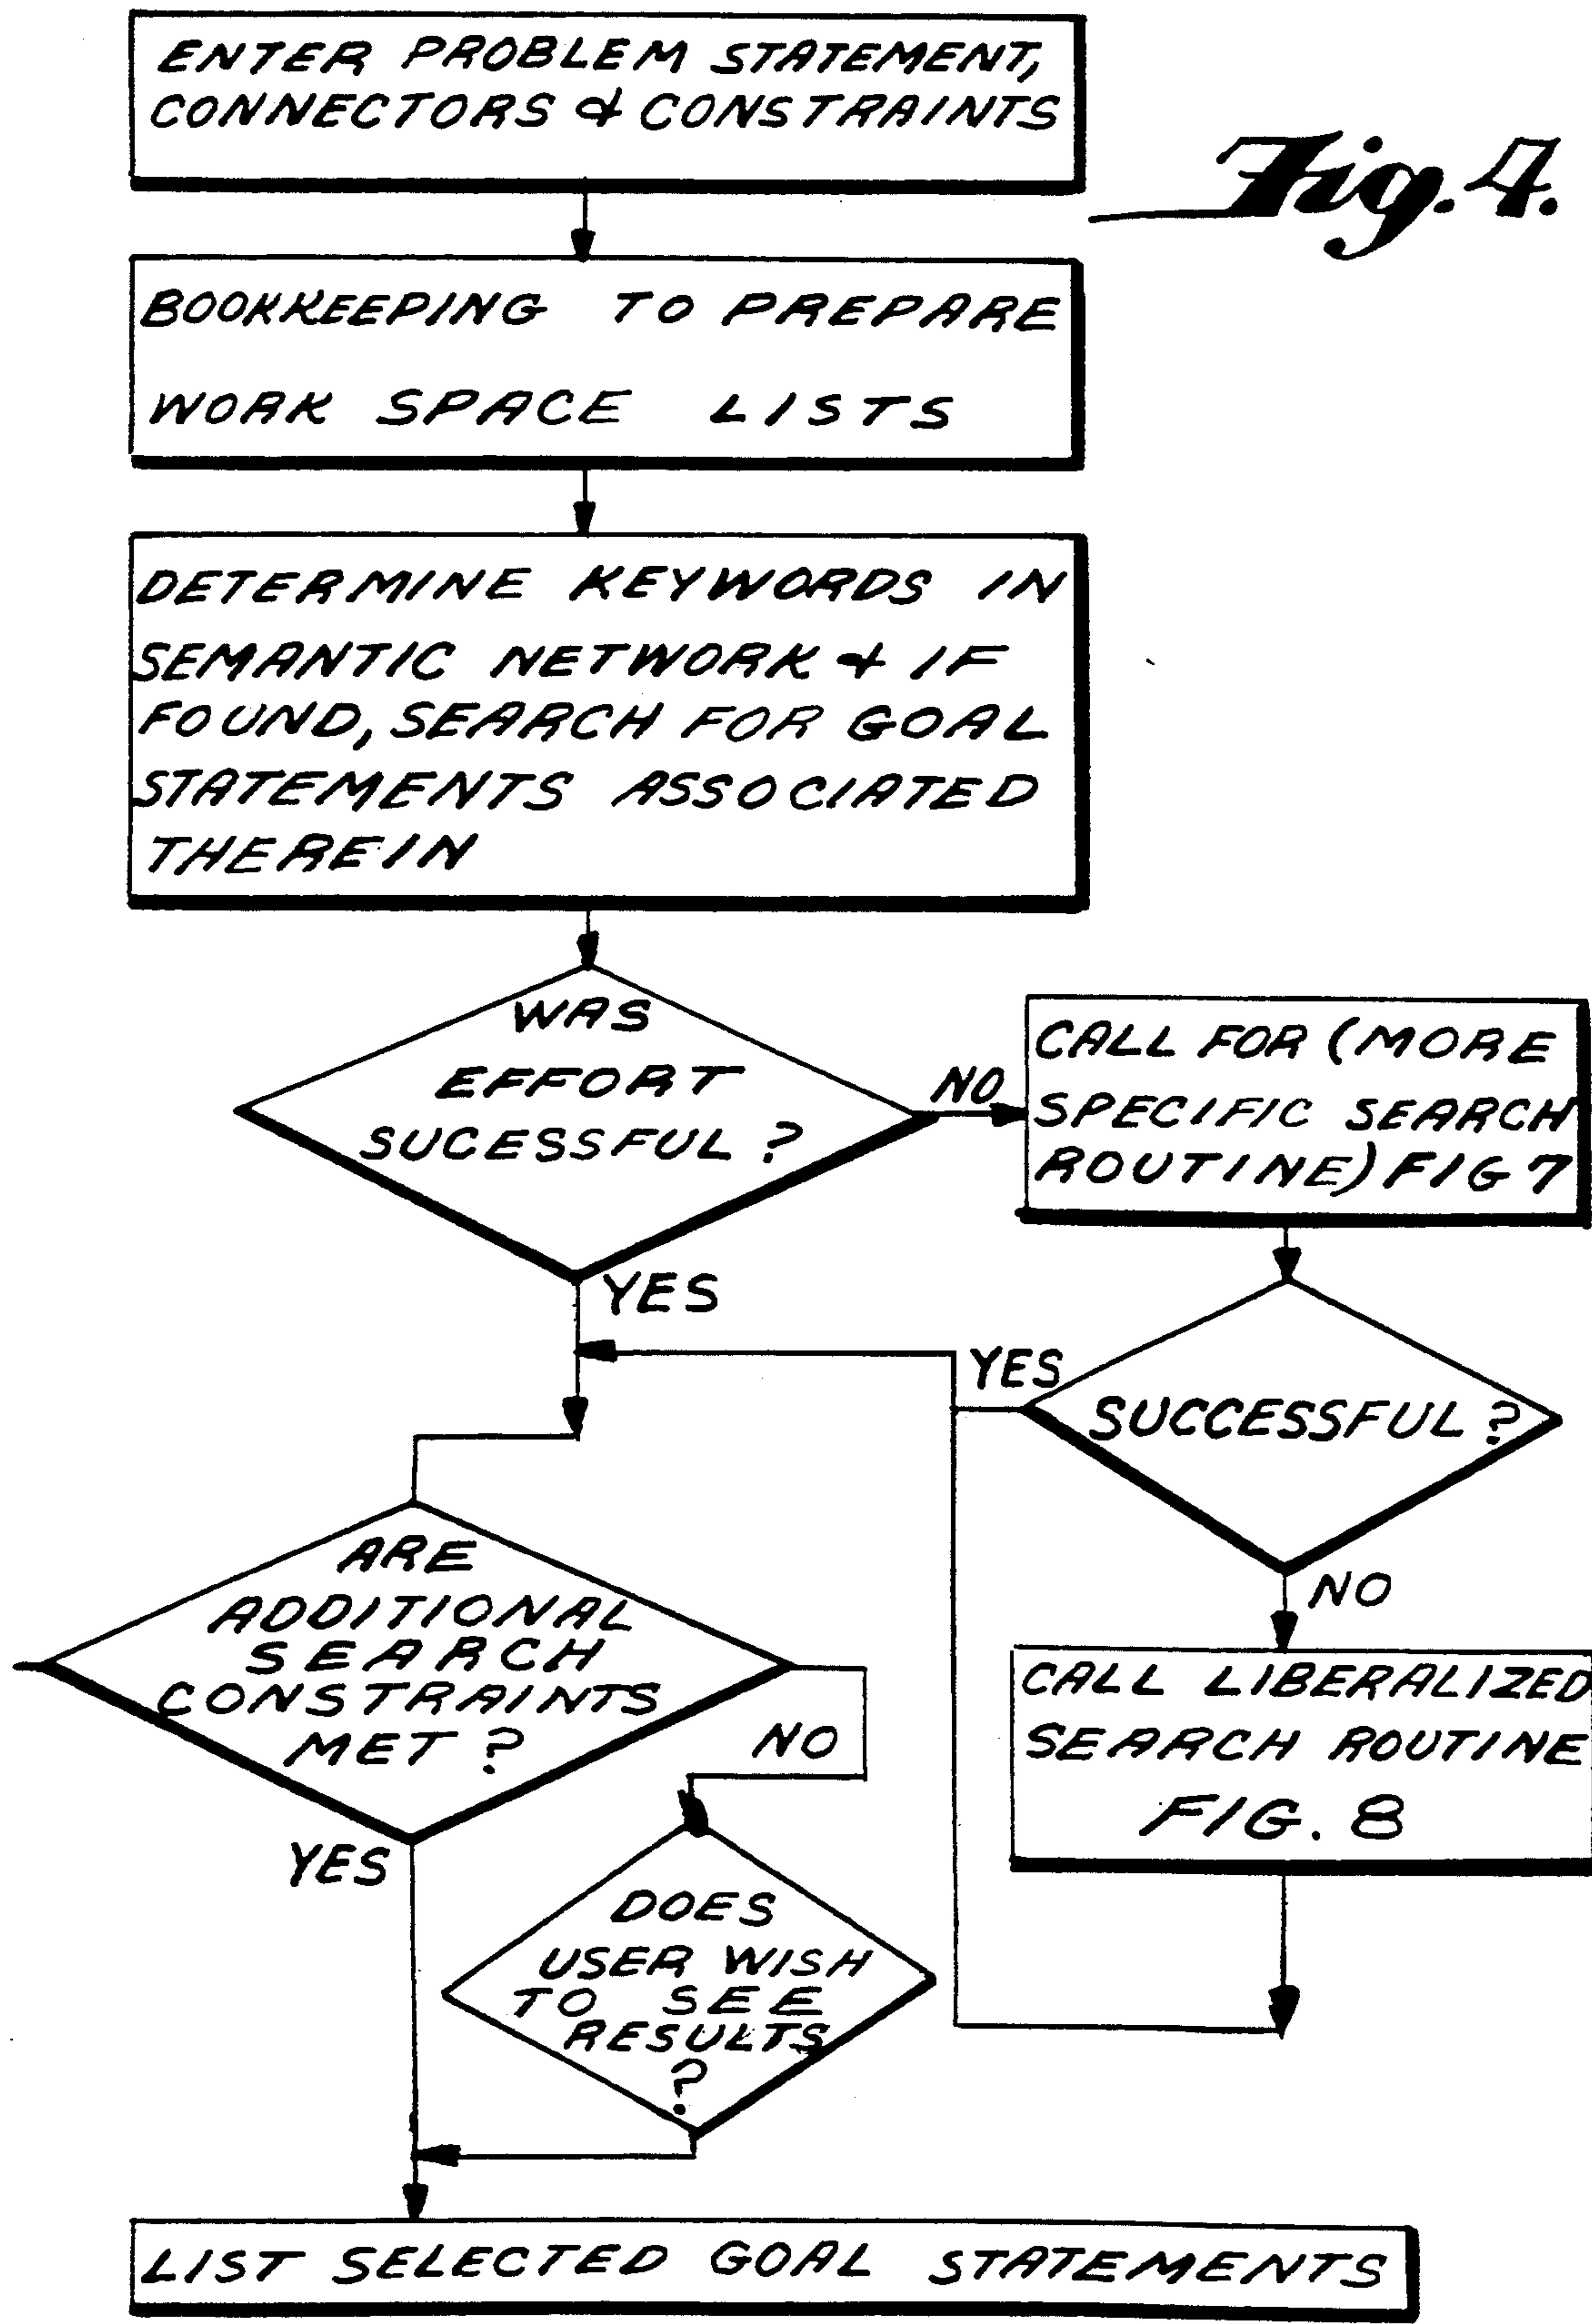 ENTER PROBLEM STATEMENT,
CONNECTORS & CONSTRAINTS
Fig. 4.
BOOKKEEPING TO PREPARE
WORK SPACE LISTS
DETERMINE KEYWORDS IN
SEMANTIC NETWORK & IF
FOUND, SEARCH FOR GOAL
STATEMENTS ASSOCIATED
THEREIN
WAS
EFFORT
SUCESSFUL ?
NO
CALL FOR (MORE
SPECIFIC SEARCH
ROUTINE) FIG 7
YES
YES
SUCCESSFUL ?
NO
ARE
ADDITIONAL
SEARCH
CONSTRAINTS
MET ?
NO
CALL LIBERALIZED
SEARCH ROUTINE
FIG. 8
YES
DOES
USER WISH
TO SEE
RESULTS
?
LIST SELECTED GOAL STATEMENTS